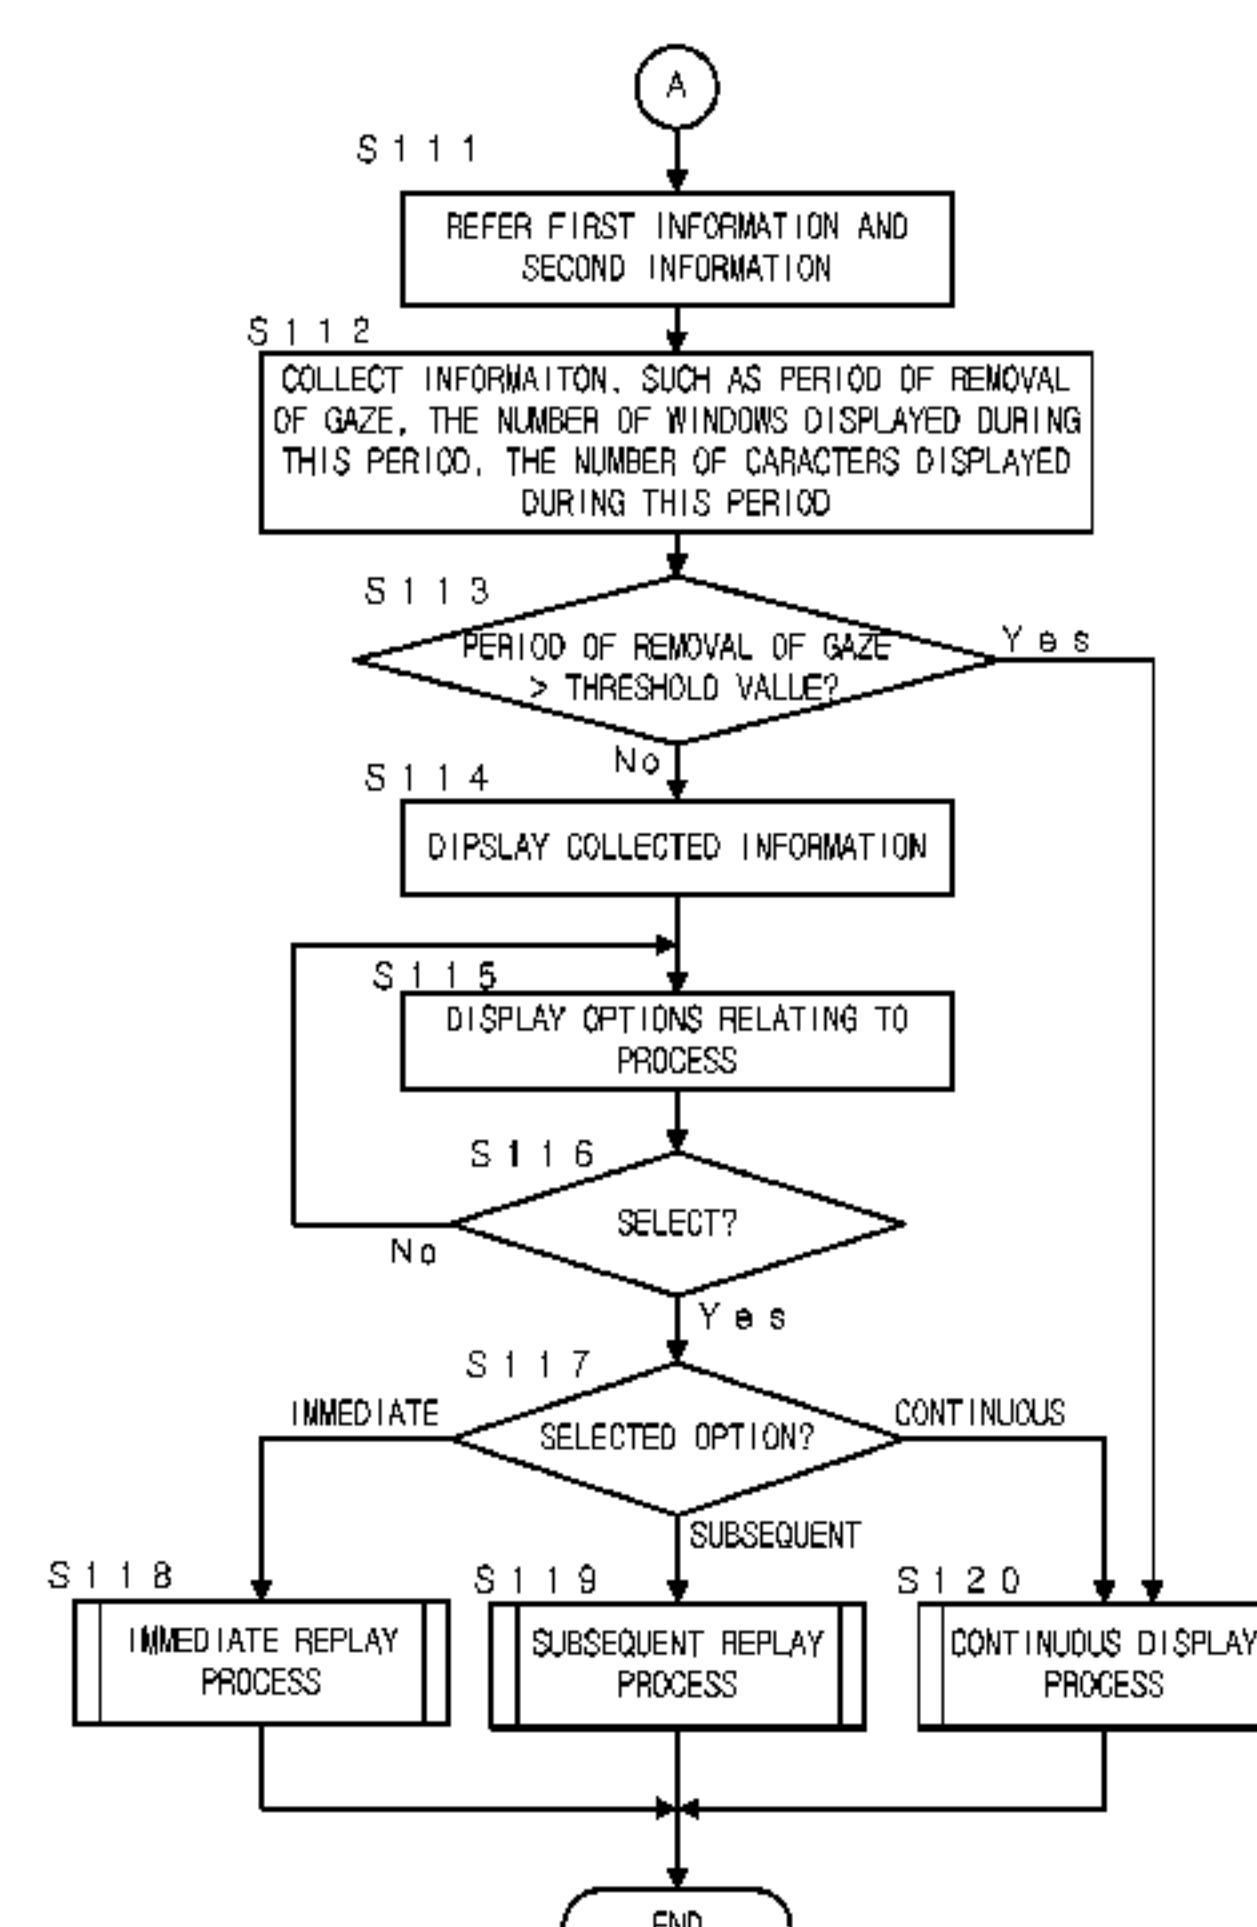 A
S111
REFER FIRST INFORMATION AND
SECOND INFORMATION
S112
COLLECT INFORMAITON, SUCH AS PERIOD OF REMOVAL
OF GAZE, THE NUMBER OF WINDOWS DISPLAYED DURING
THIS PERIOD, THE NUMBER OF CARACTERS DISPLAYED
DURING THIS PERIOD
S113
PERIOD OF REMOVAL OF GAZE
> THRESHOLD VALUE?
Yes
No
S114
DIPSLAY COLLECTED INFORMATION
S115
DISPLAY OPTIONS RELATING TO
PROCESS
S116
SELECT?
No
Yes
S117
IMMEDIATE
SELECTED OPTION?
CONTINUOUS
SUBSEQUENT
S118
IMMEDIATE REPLAY
PROCESS
S119
SUBSEQUENT REPLAY
PROCESS
S120
CONTINUOUS DISPLAY
PROCESS
END